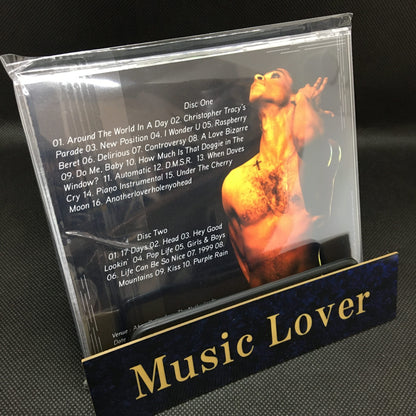 Disc One
01. Around The World In A Day 02. Christopher Tracy's
Parade 03. New Position 04. I Wonder U 05. Raspberry
Beret 06. Delirious 07. Controversy 08. A Love Bizarre
09. Do Me, Baby 10. How Much Is That Doggie In The
Window? 11. Automatic 12. D.M.S.R. 13. When Doves
Cry 14. Piano Instrumental 15. Under The Cherry
Moon 16. Anotherloverholenyohead
Disc Two
01. 17 Days 02. Head 03. Hey Good
Lookin' 04. Pop Life 05. Girls & Boys
06. Life Can Be So Nice 07. 1999 08.
Mountains 09. Kiss 10. Purple Rain
Venue
Date
Music Lover